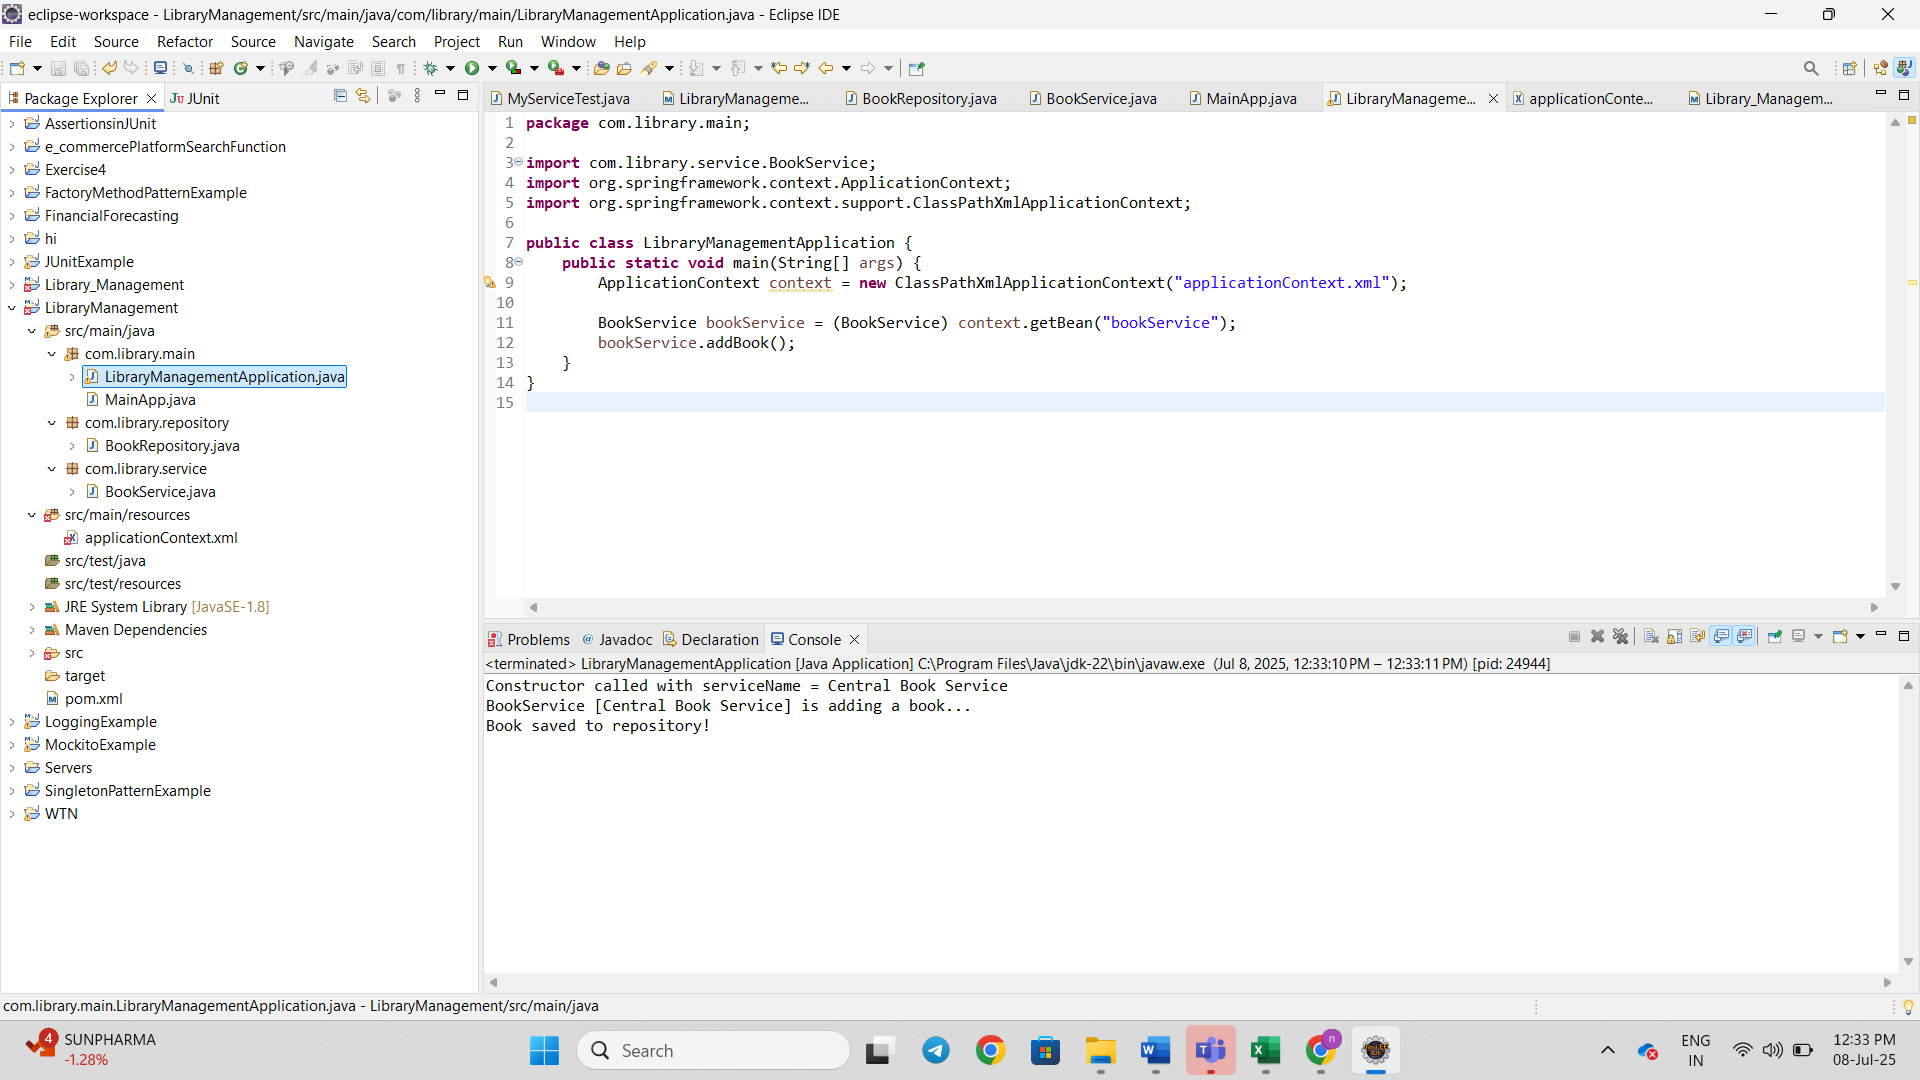 eclipse-workspace - LibraryManagement/src/main/java/com/library/main/LibraryManagementApplication.java - Eclipse IDE
File Edit Source Refactor Source Navigate Search Project Run Window Help
Package Explorer
JUnit
AssertionsinJUnit
e_commercePlatformSearchFunction
Exercise4
FactoryMethodPatternExample
FinancialForecasting
hi
JUnitExample
Library_Management
LibraryManagement
src/main/java
com.library.main
LibraryManagementApplication.java
MainApp.java
com.library.repository
BookRepository.java
com.library.service
BookService.java
src/main/resources
applicationContext.xml
src/test/java
src/test/resources
JRE System Library [JavaSE-1.8]
Maven Dependencies
src
target
pom.xml
LoggingExample
MockitoExample
Servers
SingletonPatternExample
WTN
MyServiceTest.java LibraryManageme... BookRepository.java BookService.java MainApp.java LibraryManageme... applicationConte... Library_Managem...
1 package com.library.main;
2
3 import com.library.service.BookService;
4 import org.springframework.context.ApplicationContext;
5 import org.springframework.context.support.ClassPathXmlApplicationContext;
6
7 public class LibraryManagementApplication {
8     public static void main(String[] args) {
9         ApplicationContext context = new ClassPathXmlApplicationContext("applicationContext.xml");
10
11         BookService bookService = (BookService) context.getBean("bookService");
12         bookService.addBook();
13     }
14 }
15
Problems Javadoc Declaration Console
<terminated> LibraryManagementApplication [Java Application] C:\Program Files\Java\jdk-22\bin\javaw.exe (Jul 8, 2025, 12:33:10 PM – 12:33:11 PM) [pid: 24944]
Constructor called with serviceName = Central Book Service
BookService [Central Book Service] is adding a book...
Book saved to repository!
com.library.main.LibraryManagementApplication.java - LibraryManagement/src/main/java
4
SUNPHARMA
-1.28%
Search
n
ENG
IN
12:33 PM
08-Jul-25